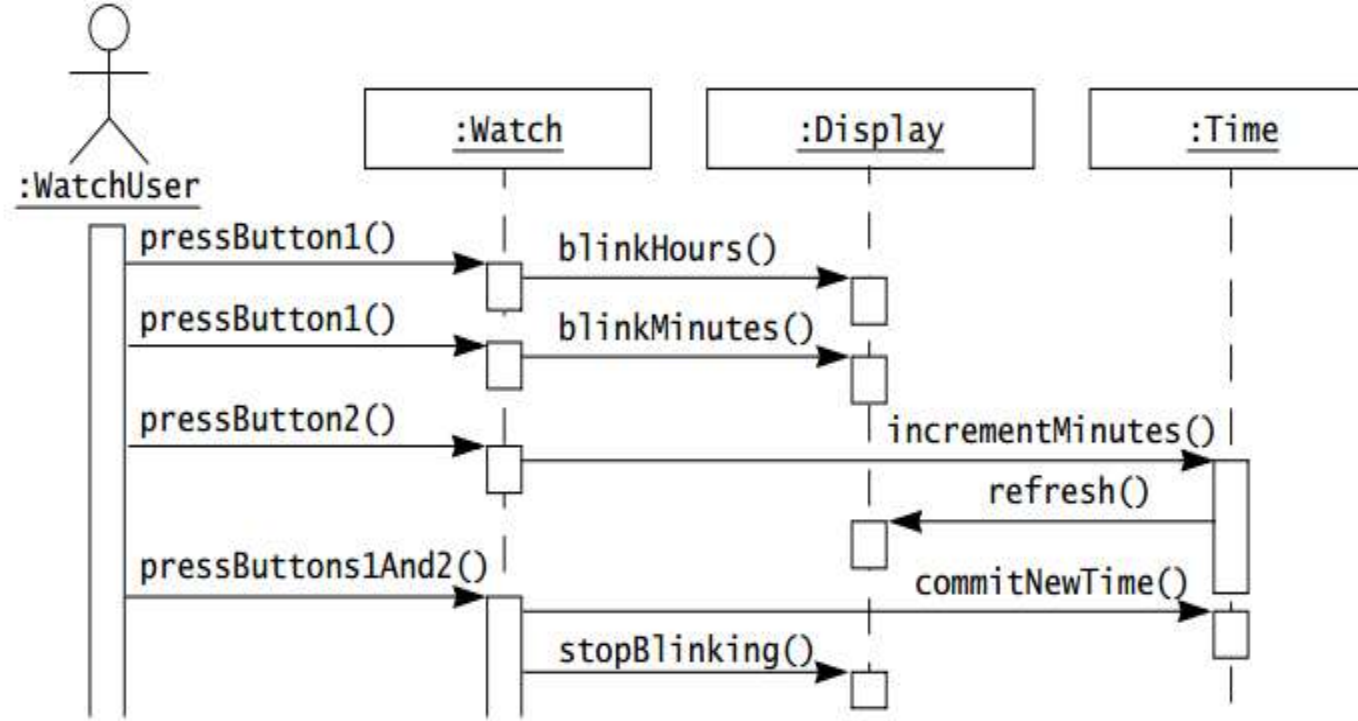 :Watch
:Display
:Time
:WatchUser
pressButton1()
blinkHours()
pressButton1()
blinkMinutes()
pressButton2()
incrementMinutes()
refresh()
pressButtons1And2()
commitNewTime()
stopBlinking()